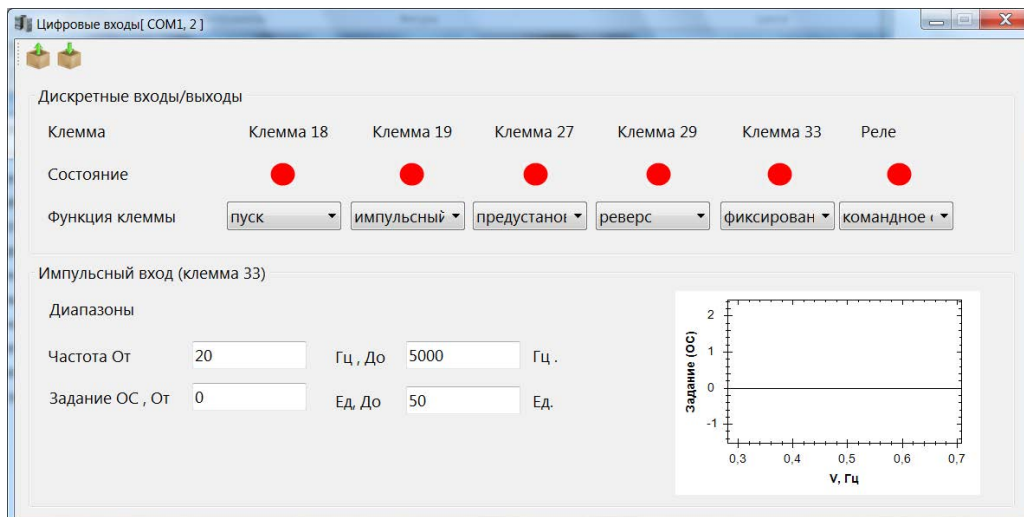 Цифровые входы[ COM1, 2 ]
Дискретные входы/выходы
Клемма Клемма 18 Клемма 19 Клемма 27 Клемма 29 Клемма 33 Реле
Состояние
Функция клеммы пуск импульсный предустанов реверс фиксирован командное
Импульсный вход (клемма 33)
Диапазоны
Частота От 20 Гц , До 5000 Гц .
Задание ОС , От 0 Ед, До 50 Ед.
Задание (ОС)
2
1
0
-1
0,3 0,4 0,5 0,6 0,7
V, Гц